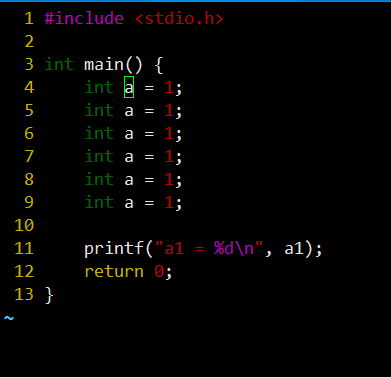 1 #include <stdio.h>
2
3 int main() {
4     int a = 1;
5     int a = 1;
6     int a = 1;
7     int a = 1;
8     int a = 1;
9     int a = 1;
10
11     printf("a1 = %d\n", a1);
12     return 0;
13 }
~